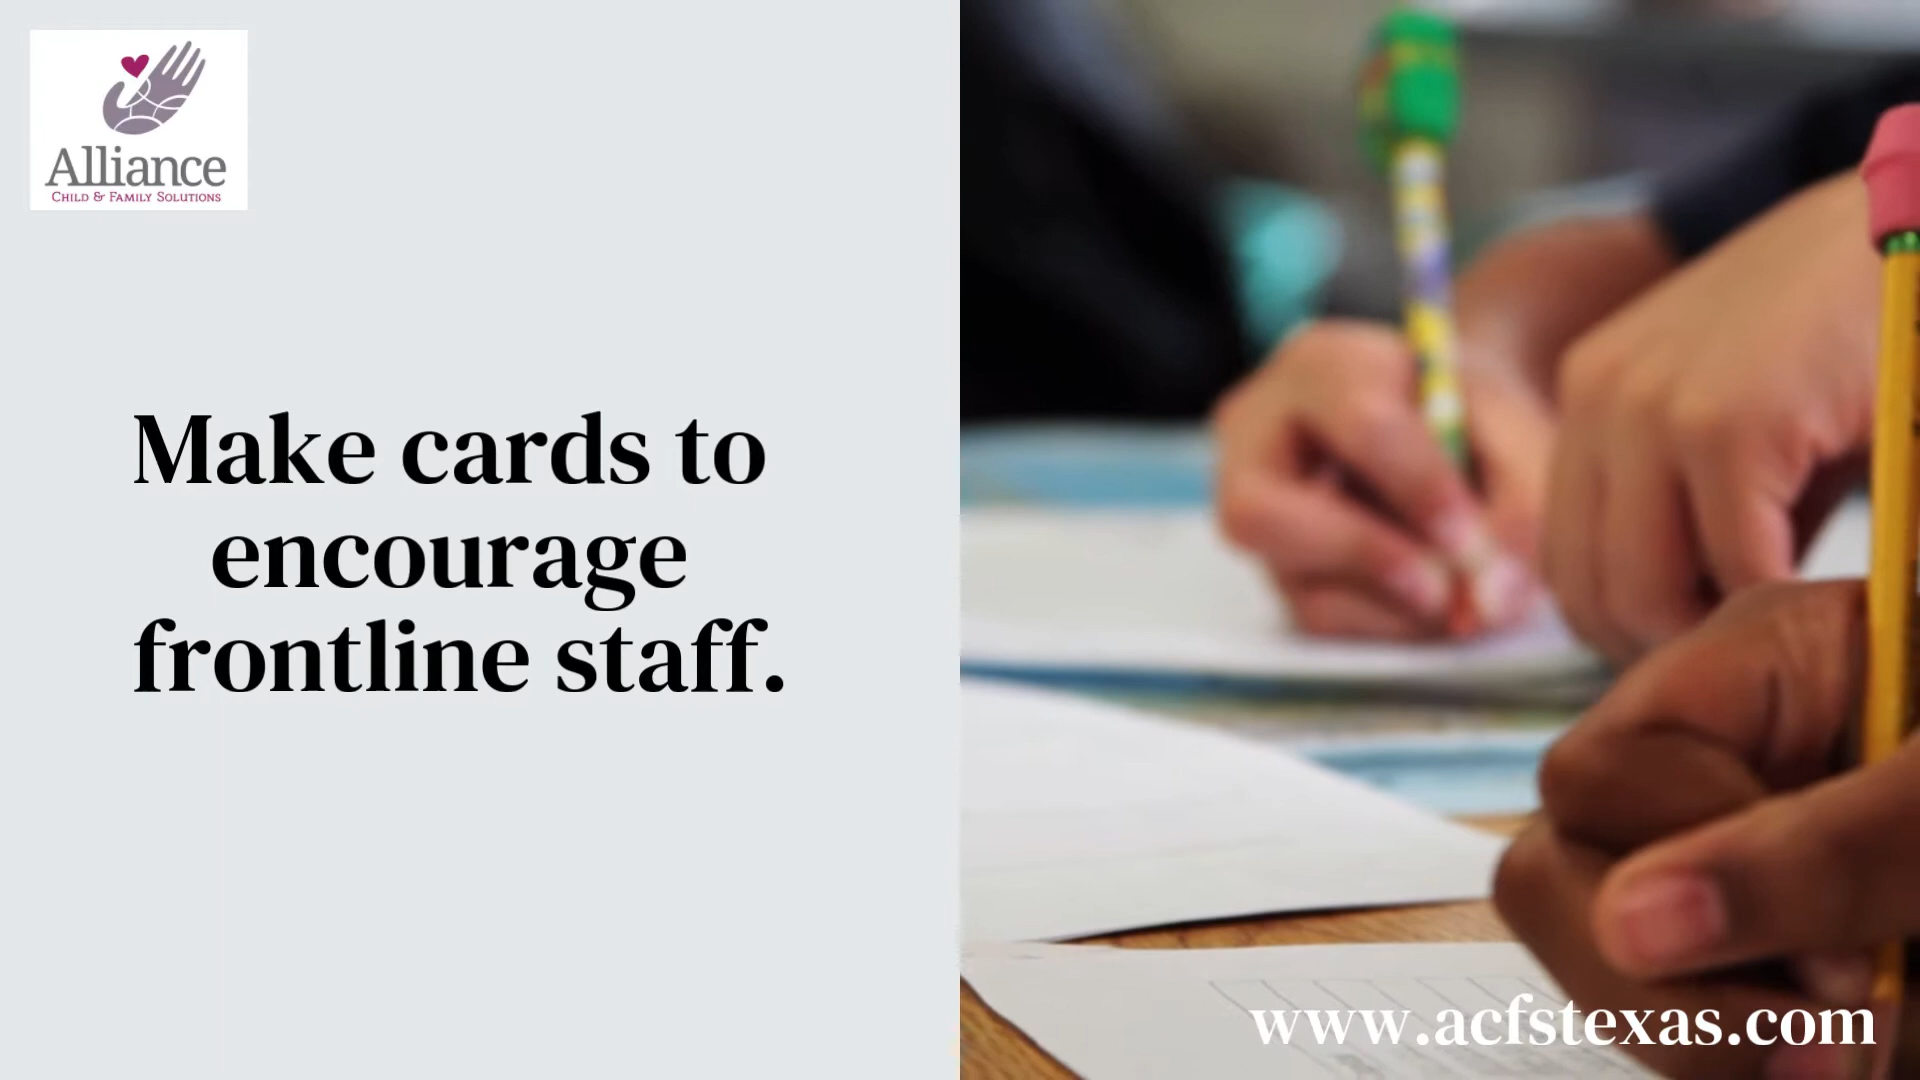 Alliance
CHILD & FAMILY SOLUTIONS
Make cards to
encourage
frontline staff.
www.acfstexas.com